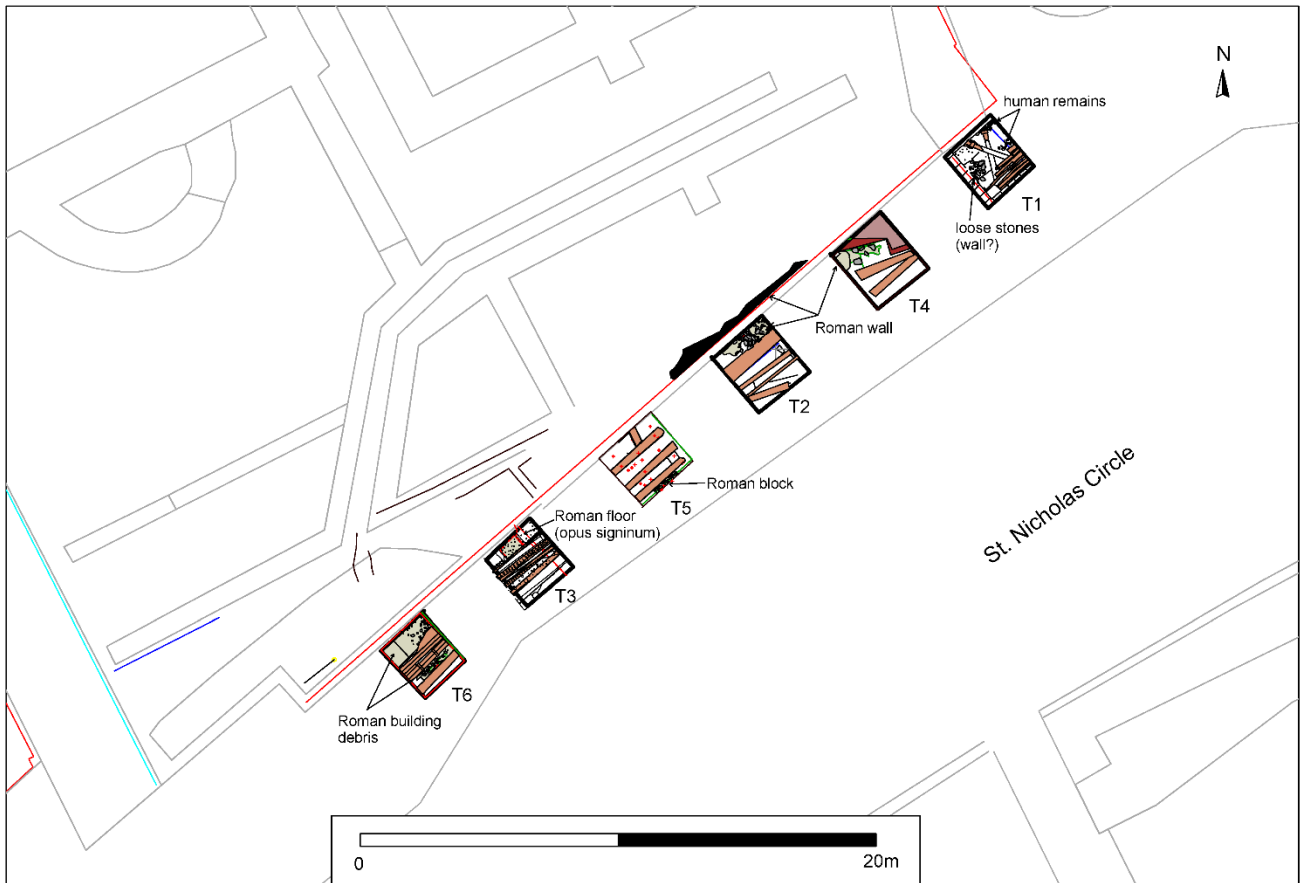 N
human remains
T1
loose stones
(wall?)
T4
Roman wall
T2
St. Nicholas Circle
Roman block
T5
Roman floor
(opus signinum)
T3
T6
Roman building
debris
0
20m